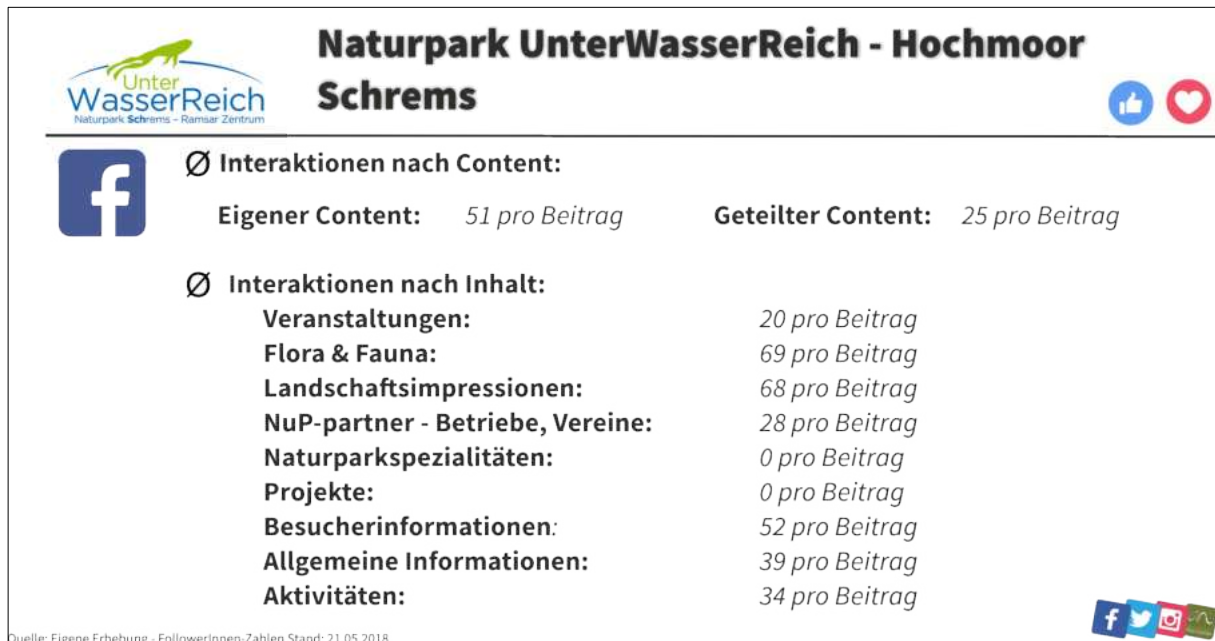 Naturpark UnterWasserReich - Hochmoor
Schrems
Unter
WasserReich
Naturpark Schrems – Ramsar Zentrum
Ø Interaktionen nach Content:
Eigener Content: 51 pro Beitrag Geteilter Content: 25 pro Beitrag
Ø Interaktionen nach Inhalt:
Veranstaltungen: 20 pro Beitrag
Flora & Fauna: 69 pro Beitrag
Landschaftsimpressionen: 68 pro Beitrag
NuP-partner - Betriebe, Vereine: 28 pro Beitrag
Naturparkspezialitäten: 0 pro Beitrag
Projekte: 0 pro Beitrag
Besucherinformationen: 52 pro Beitrag
Allgemeine Informationen: 39 pro Beitrag
Aktivitäten: 34 pro Beitrag
Quelle: Eigene Erhebung - FollowerInnen-Zahlen Stand: 21.05.2018